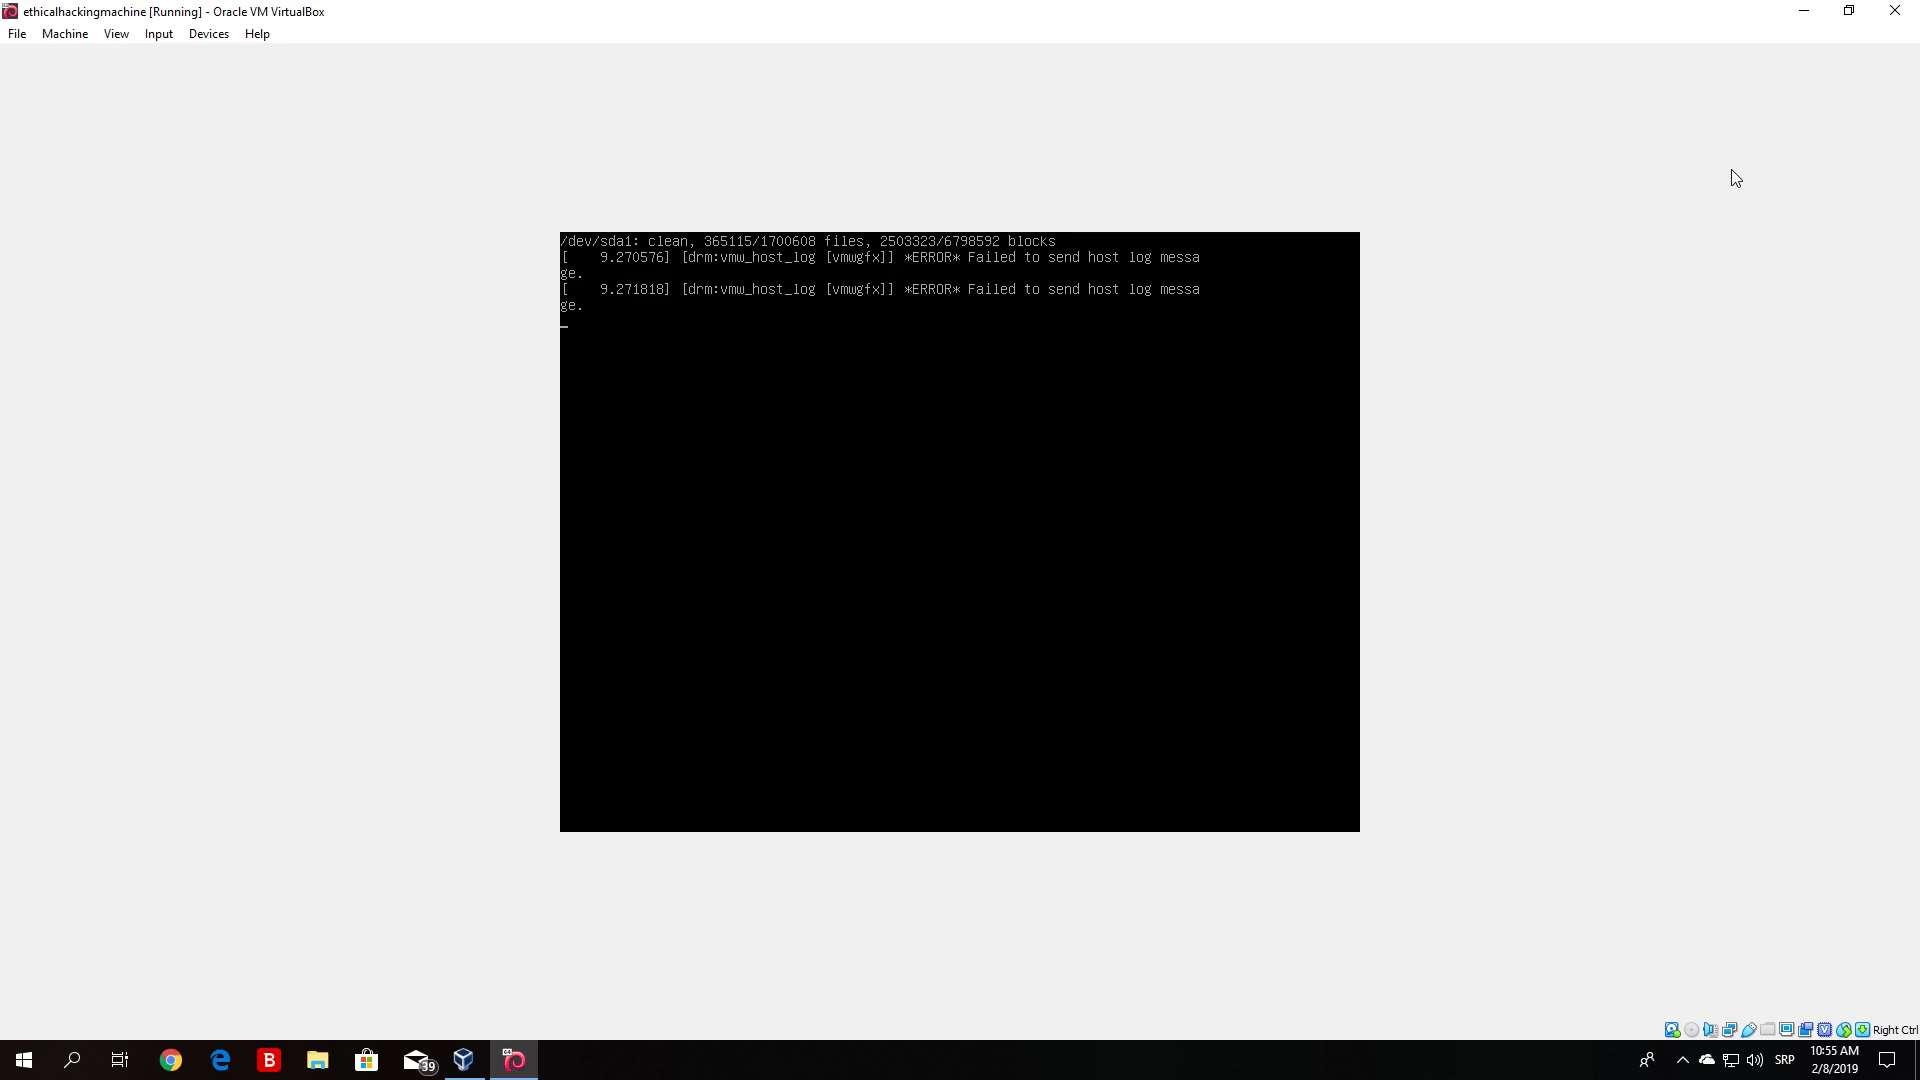 ethicalhackingmachine [Running] - Oracle VM VirtualBox
File Machine View Input Devices Help
/dev/sda1: clean, 365115/1700608 files, 2503323/6798592 blocks
[    9.270576] [drm:vmw_host_log [vmwgfx]] *ERROR* Failed to send host log messa
ge.
[    9.271818] [drm:vmw_host_log [vmwgfx]] *ERROR* Failed to send host log messa
ge.
_
Right Ctrl
B
39
64
SRP
10:55 AM
2/8/2019